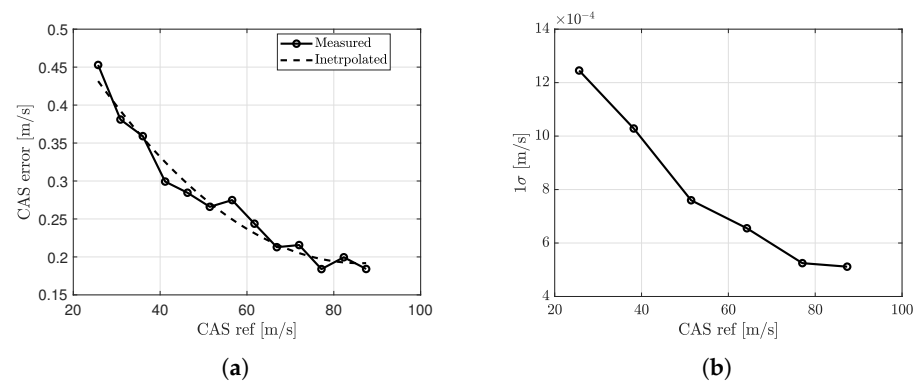 0.5
0.45
0.4
0.35
0.3
0.25
0.2
0.15
20 40 60 80 100
CAS error [m/s]
CAS ref [m/s]
Measured
Inetrpolated
(a)
×10⁻⁴
14
12
10
8
6
4
20 40 60 80 100
1σ [m/s]
CAS ref [m/s]
(b)